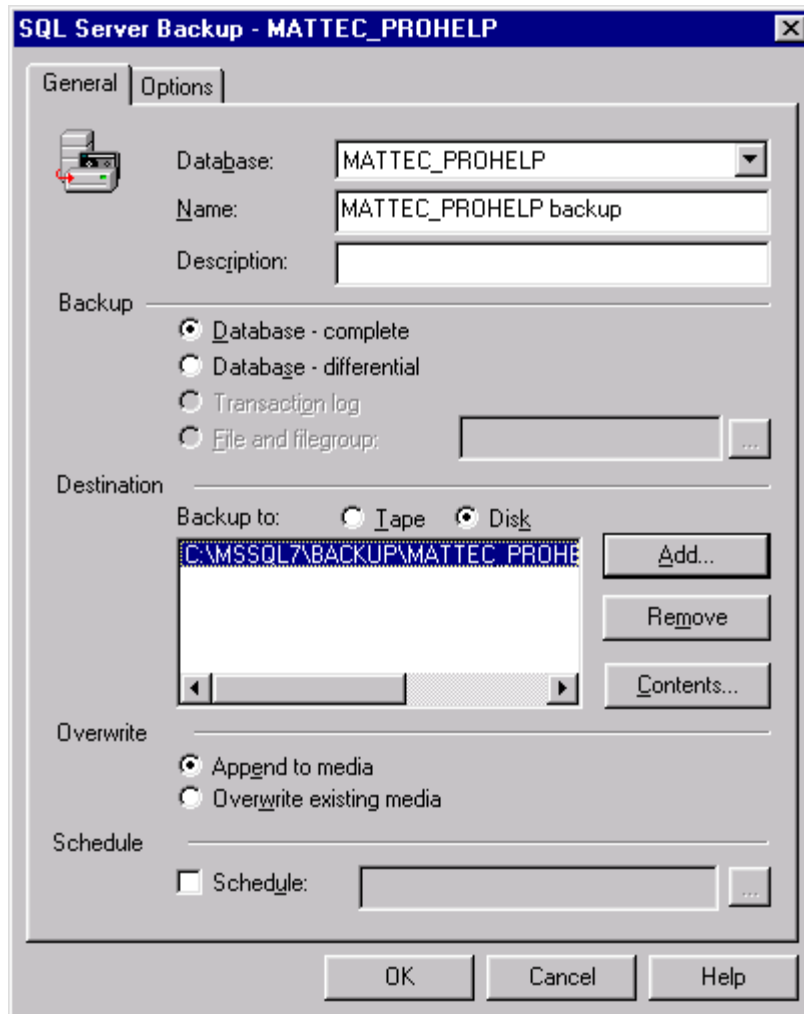 SQL Server Backup - MATTEC_PROHELP
General Options
Database: MATTEC_PROHELP
Name: MATTEC_PROHELP backup
Description:
Backup
Database - complete
Database - differential
Transaction log
File and filegroup: ...
Destination
Backup to: Tape Disk
C:\MSSQL7\BACKUP\MATTEC_PROHE
Add...
Remove
Contents...
Overwrite
Append to media
Overwrite existing media
Schedule
Schedule: ...
OK Cancel Help